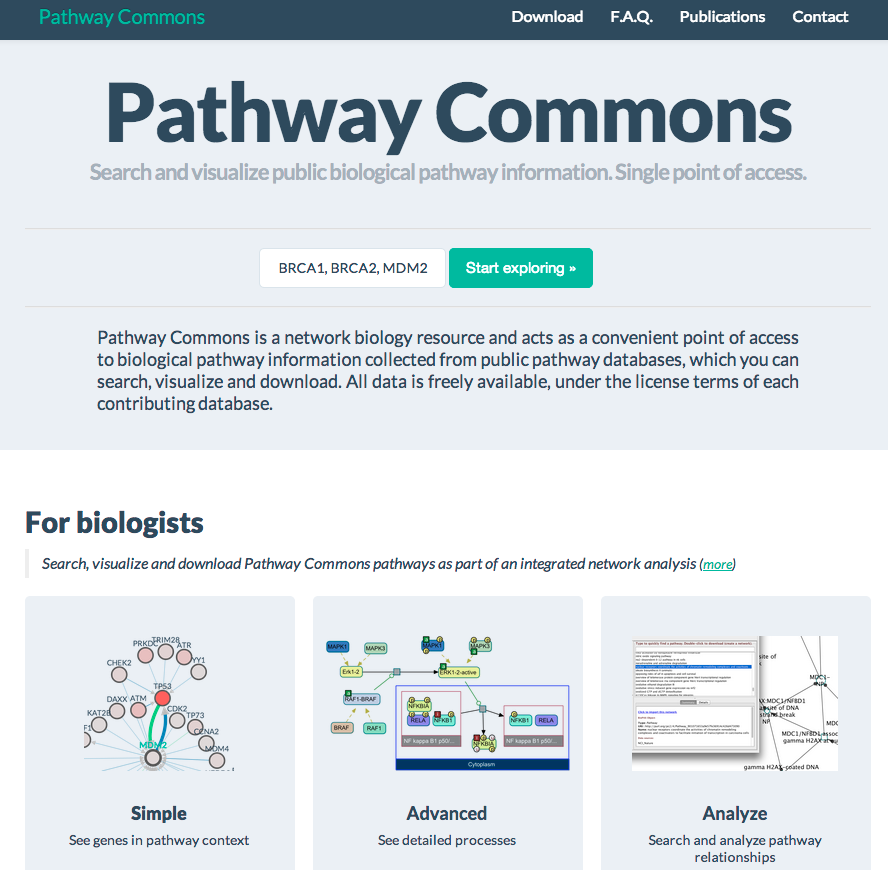 Pathway Commons
Download F.A.Q. Publications Contact
Pathway Commons
Search and visualize public biological pathway information. Single point of access.
BRCA1, BRCA2, MDM2
Start exploring »
Pathway Commons is a network biology resource and acts as a convenient point of access
to biological pathway information collected from public pathway databases, which you can
search, visualize and download. All data is freely available, under the license terms of each
contributing database.
For biologists
Search, visualize and download Pathway Commons pathways as part of an integrated network analysis (more)
TRIM28
PRKDC
ATR
YY1
CHEK2
TP53
DAXX
ATM
CDK2
KAT2E
TP73
CCNA2
MDM2
MDM4
Simple
See genes in pathway context
MAPK1
MAPK3
MAPK1
MAPK3
Erk1-2
ERK1-2-active
RAF1-BRAF
BRAF
RAF1
NFKBIA
RELA
NFKB1
NF kappa B1 p50/...
NFKBIA
NFKB1
RELA
NF kappa B1 p50/...
Cytoplasm
Advanced
See detailed processes
site of
MDC1-
NPs
MDC1/NFBD1
site of DNA
strand break
NP
MDC1/NFBD1-assoc
gamma H2AX at
gamma H2AX-coated DNA
Analyze
Search and analyze pathway
relationships